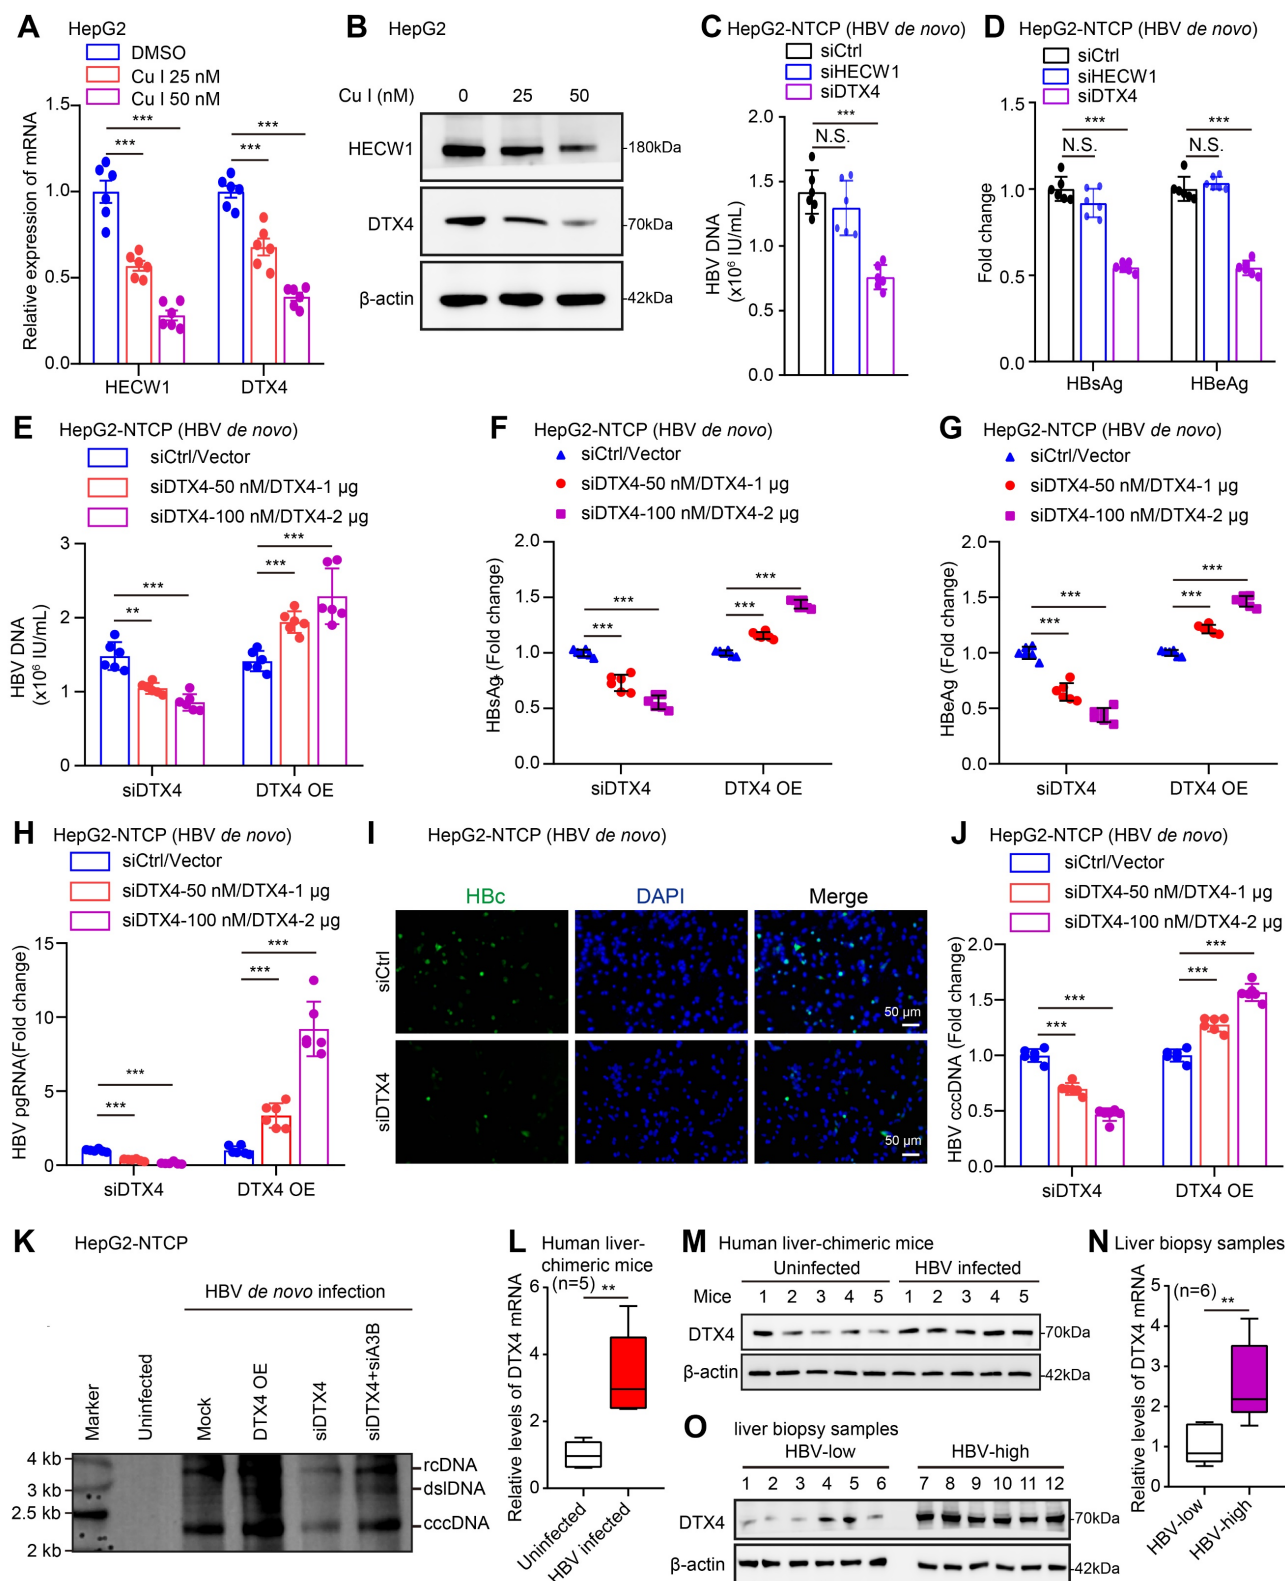 A HepG2
DMSO
Cu I 25 nM
Cu I 50 nM
Relative expression of mRNA
1.5
1.0
0.5
0.0
***
***
***
***
HECW1
DTX4
B HepG2
Cu I (nM) 0 25 50
HECW1 -180kDa
DTX4 -70kDa
β-actin -42kDa
C HepG2-NTCP (HBV de novo)
siCtrl
siHECW1
siDTX4
HBV DNA
(x10⁶ IU/mL)
2.0
1.5
1.0
0.5
0.0
***
N.S.
D HepG2-NTCP (HBV de novo)
siCtrl
siHECW1
siDTX4
Fold change
1.5
1.0
0.5
0.0
*** ***
N.S. N.S.
HBsAg HBeAg
E HepG2-NTCP (HBV de novo)
siCtrl/Vector
siDTX4-50 nM/DTX4-1 µg
siDTX4-100 nM/DTX4-2 µg
HBV DNA
(x10⁶ IU/mL)
3
2
1
0
***
**
***
***
siDTX4 DTX4 OE
F HepG2-NTCP (HBV de novo)
siCtrl/Vector
siDTX4-50 nM/DTX4-1 µg
siDTX4-100 nM/DTX4-2 µg
HBsAg (Fold change)
2.0
1.5
1.0
0.5
0.0
***
***
***
***
siDTX4 DTX4 OE
G HepG2-NTCP (HBV de novo)
siCtrl/Vector
siDTX4-50 nM/DTX4-1 µg
siDTX4-100 nM/DTX4-2 µg
HBeAg (Fold change)
2.0
1.5
1.0
0.5
0.0
***
***
***
***
siDTX4 DTX4 OE
H HepG2-NTCP (HBV de novo)
siCtrl/Vector
siDTX4-50 nM/DTX4-1 µg
siDTX4-100 nM/DTX4-2 µg
HBV pgRNA(Fold change)
15
10
5
0
***
***
***
***
siDTX4 DTX4 OE
I HepG2-NTCP (HBV de novo)
HBc DAPI Merge
siCtrl
50 µm
siDTX4
50 µm
J HepG2-NTCP (HBV de novo)
siCtrl/Vector
siDTX4-50 nM/DTX4-1 µg
siDTX4-100 nM/DTX4-2 µg
HBV cccDNA (Fold change)
2.0
1.5
1.0
0.5
0.0
***
***
***
***
siDTX4 DTX4 OE
K HepG2-NTCP
HBV de novo infection
Marker
Uninfected
Mock
DTX4 OE
siDTX4
siDTX4+siA3B
4 kb
3 kb
2.5 kb
2 kb
rcDNA
dslDNA
cccDNA
L Human liver-
chimeric mice
(n=5)
**
Relative levels of DTX4 mRNA
6
4
2
0
Uninfected
HBV infected
M Human liver-chimeric mice
Uninfected HBV infected
Mice 1 2 3 4 5 1 2 3 4 5
DTX4 -70kDa
β-actin -42kDa
N Liver biopsy samples
(n=6)
**
Relative levels of DTX4 mRNA
5
4
3
2
1
0
HBV-low
HBV-high
O liver biopsy samples
HBV-low HBV-high
1 2 3 4 5 6 7 8 9 10 11 12
DTX4 -70kDa
β-actin -42kDa